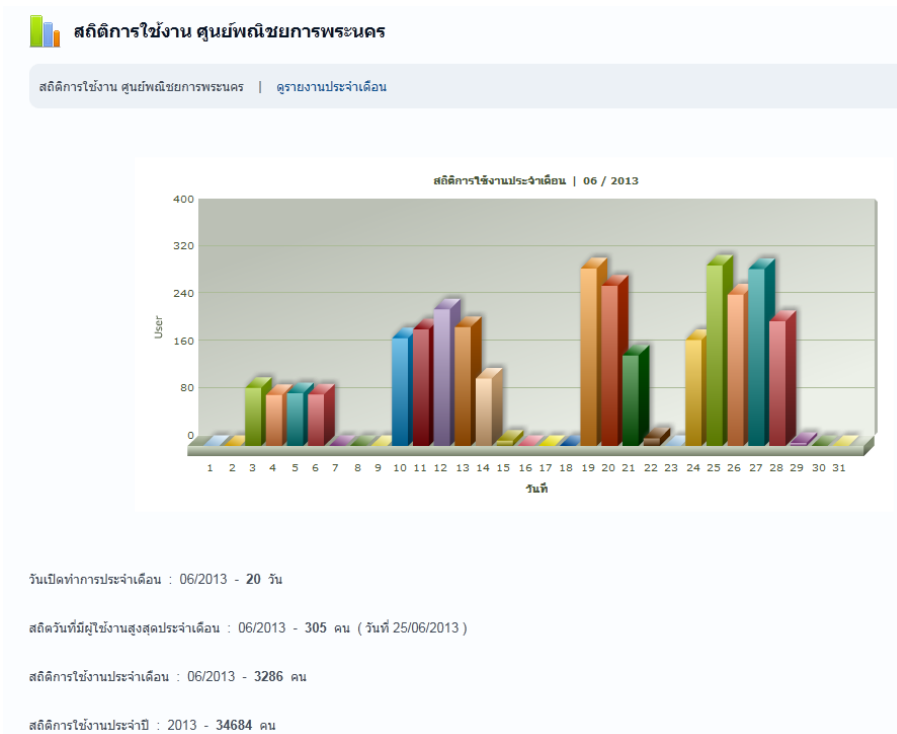 สถิติการใช้งาน ศูนย์พณิชยการพระนคร
สถิติการใช้งาน ศูนย์พณิชยการพระนคร | ดูรายงานประจำเดือน
สถิติการใช้งานประจำเดือน | 06 / 2013
400
320
240
160
80
0
User
1 2 3 4 5 6 7 8 9 10 11 12 13 14 15 16 17 18 19 20 21 22 23 24 25 26 27 28 29 30 31
วันที่
วันเปิดทำการประจำเดือน : 06/2013 - 20 วัน
สถิตวันที่มีผู้ใช้งานสูงสุดประจำเดือน : 06/2013 - 305 คน ( วันที่ 25/06/2013 )
สถิติการใช้งานประจำเดือน : 06/2013 - 3286 คน
สถิติการใช้งานประจำปี : 2013 - 34684 คน